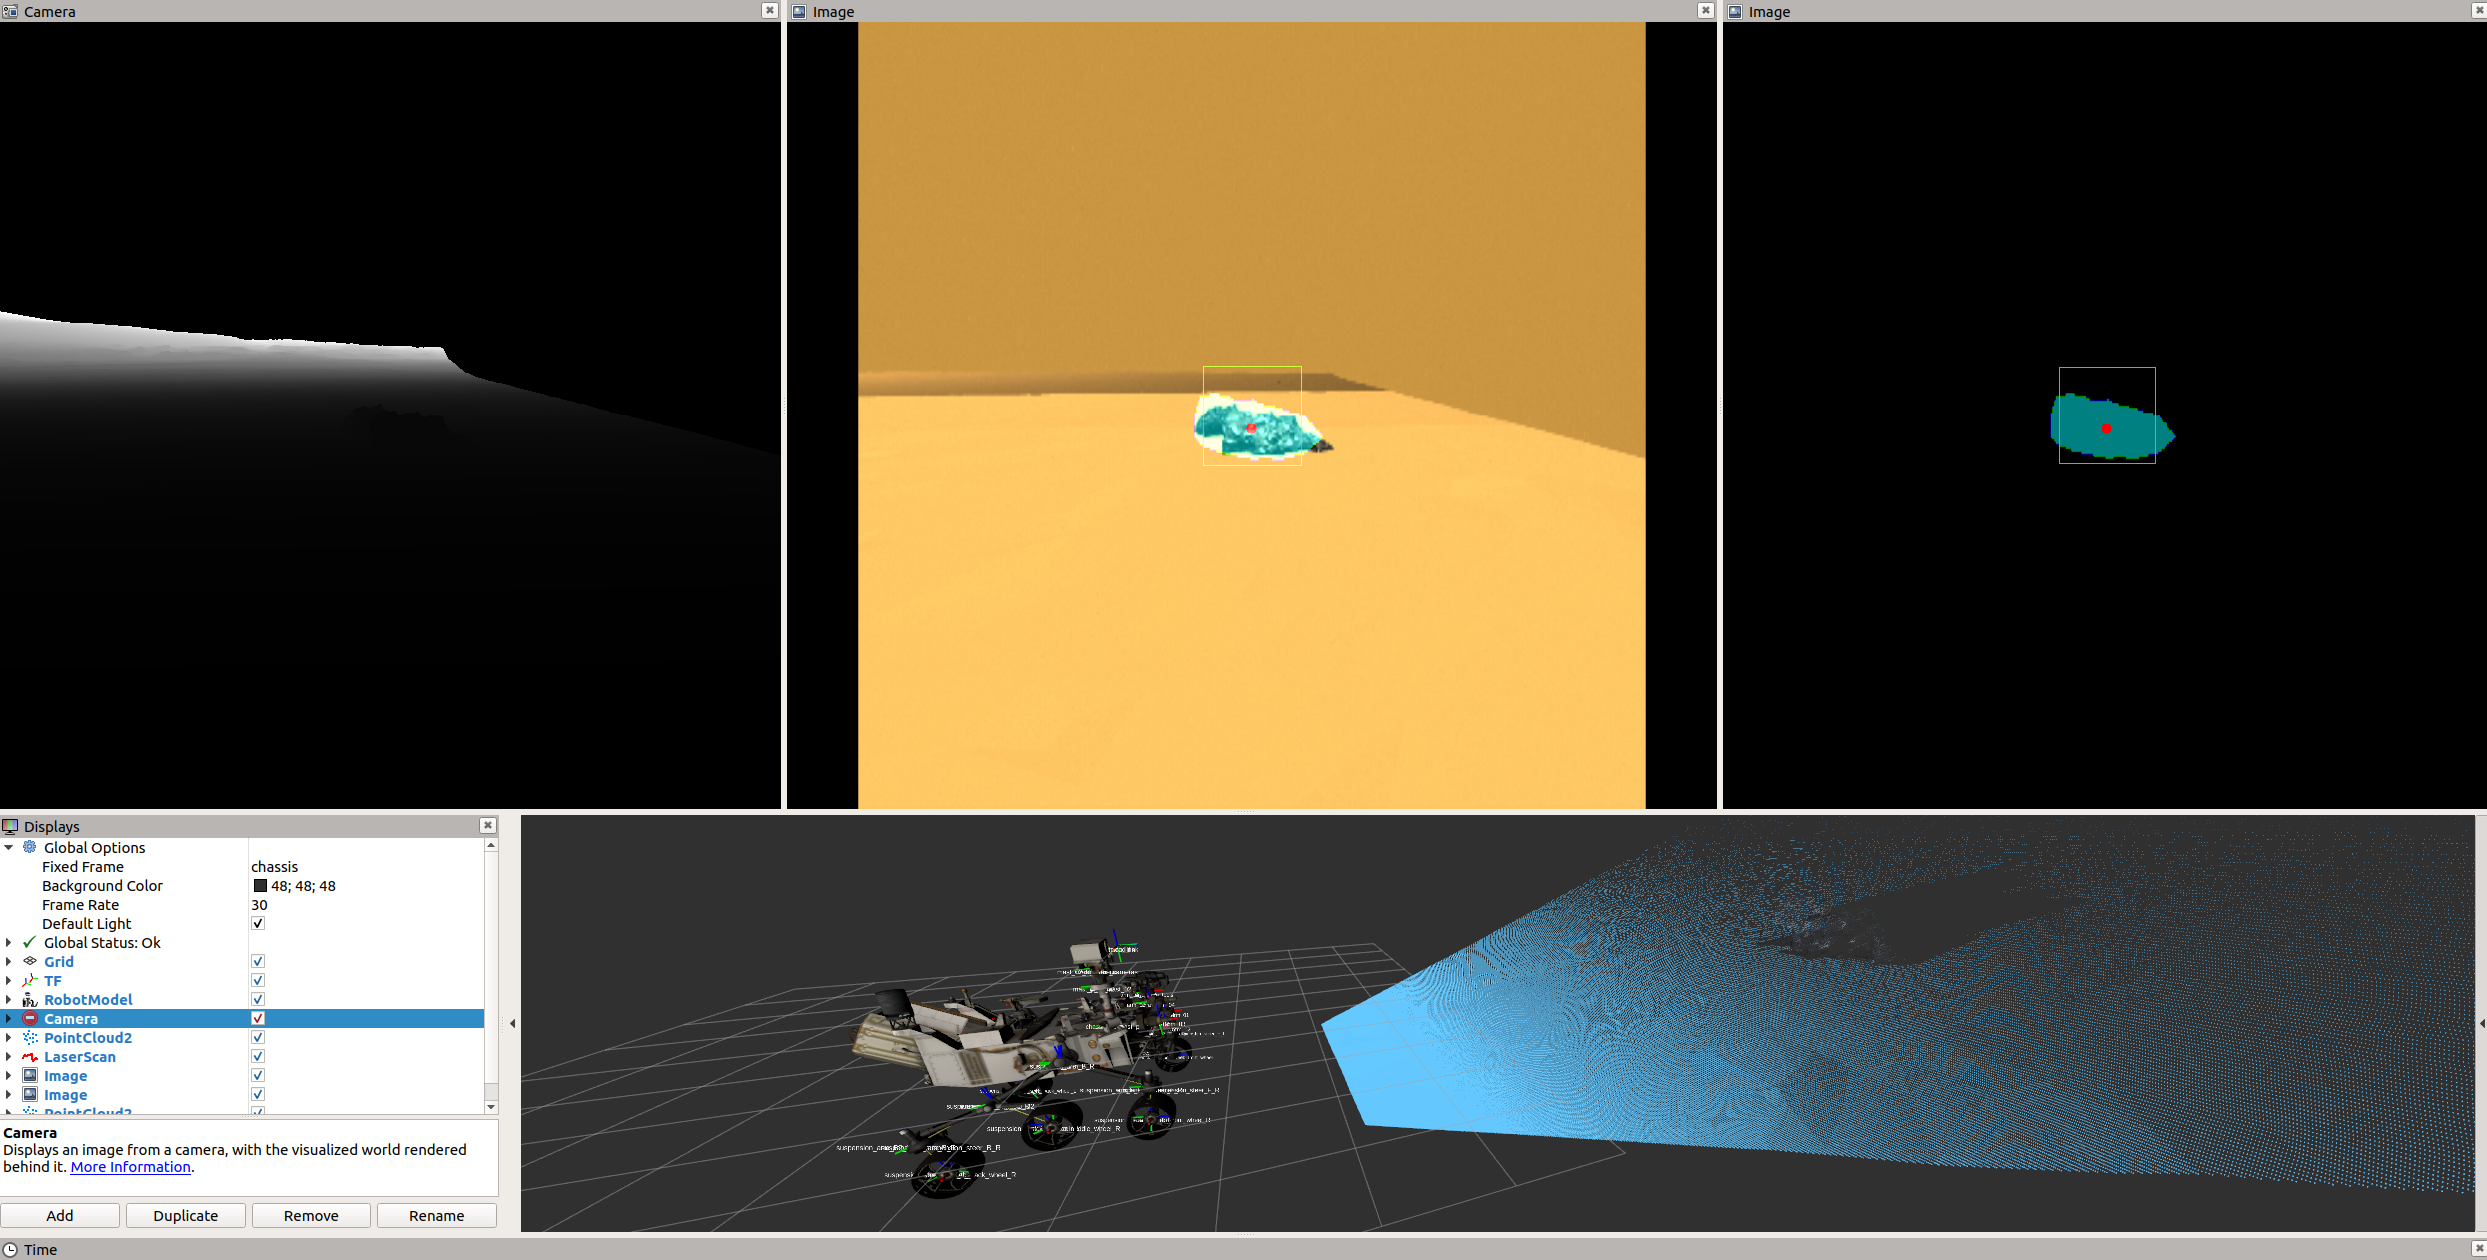 Camera
Image
Image
Displays
Global Options
Fixed Frame chassis
Background Color 48; 48; 48
Frame Rate 30
Default Light
Global Status: Ok
Grid
TF
RobotModel
Camera
PointCloud2
LaserScan
Image
Image
PointCloud2
Camera
Displays an image from a camera, with the visualized world rendered
behind it. More Information.
Add Duplicate Remove Rename
Time